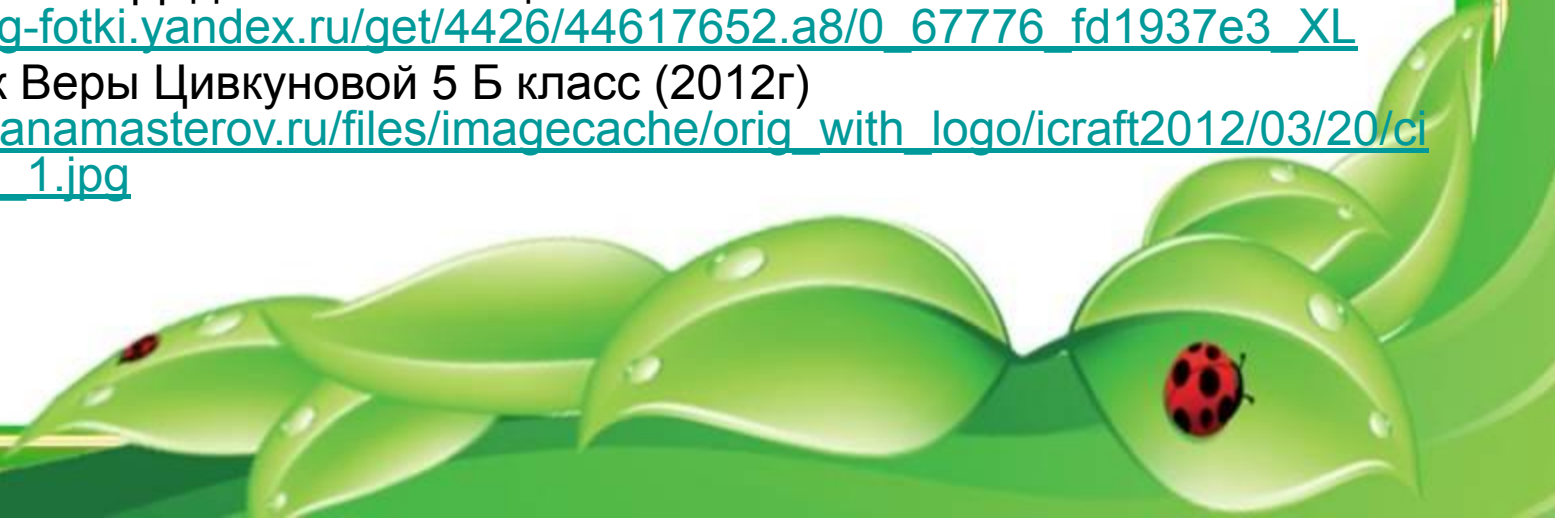 g-fotki.yandex.ru/get/4426/44617652.a8/0_67776_fd1937e3_XL
к Веры Цивкуновой 5 Б класс (2012г)
anamasterov.ru/files/imagecache/orig_with_logo/icraft2012/03/20/ci
_1.jpg